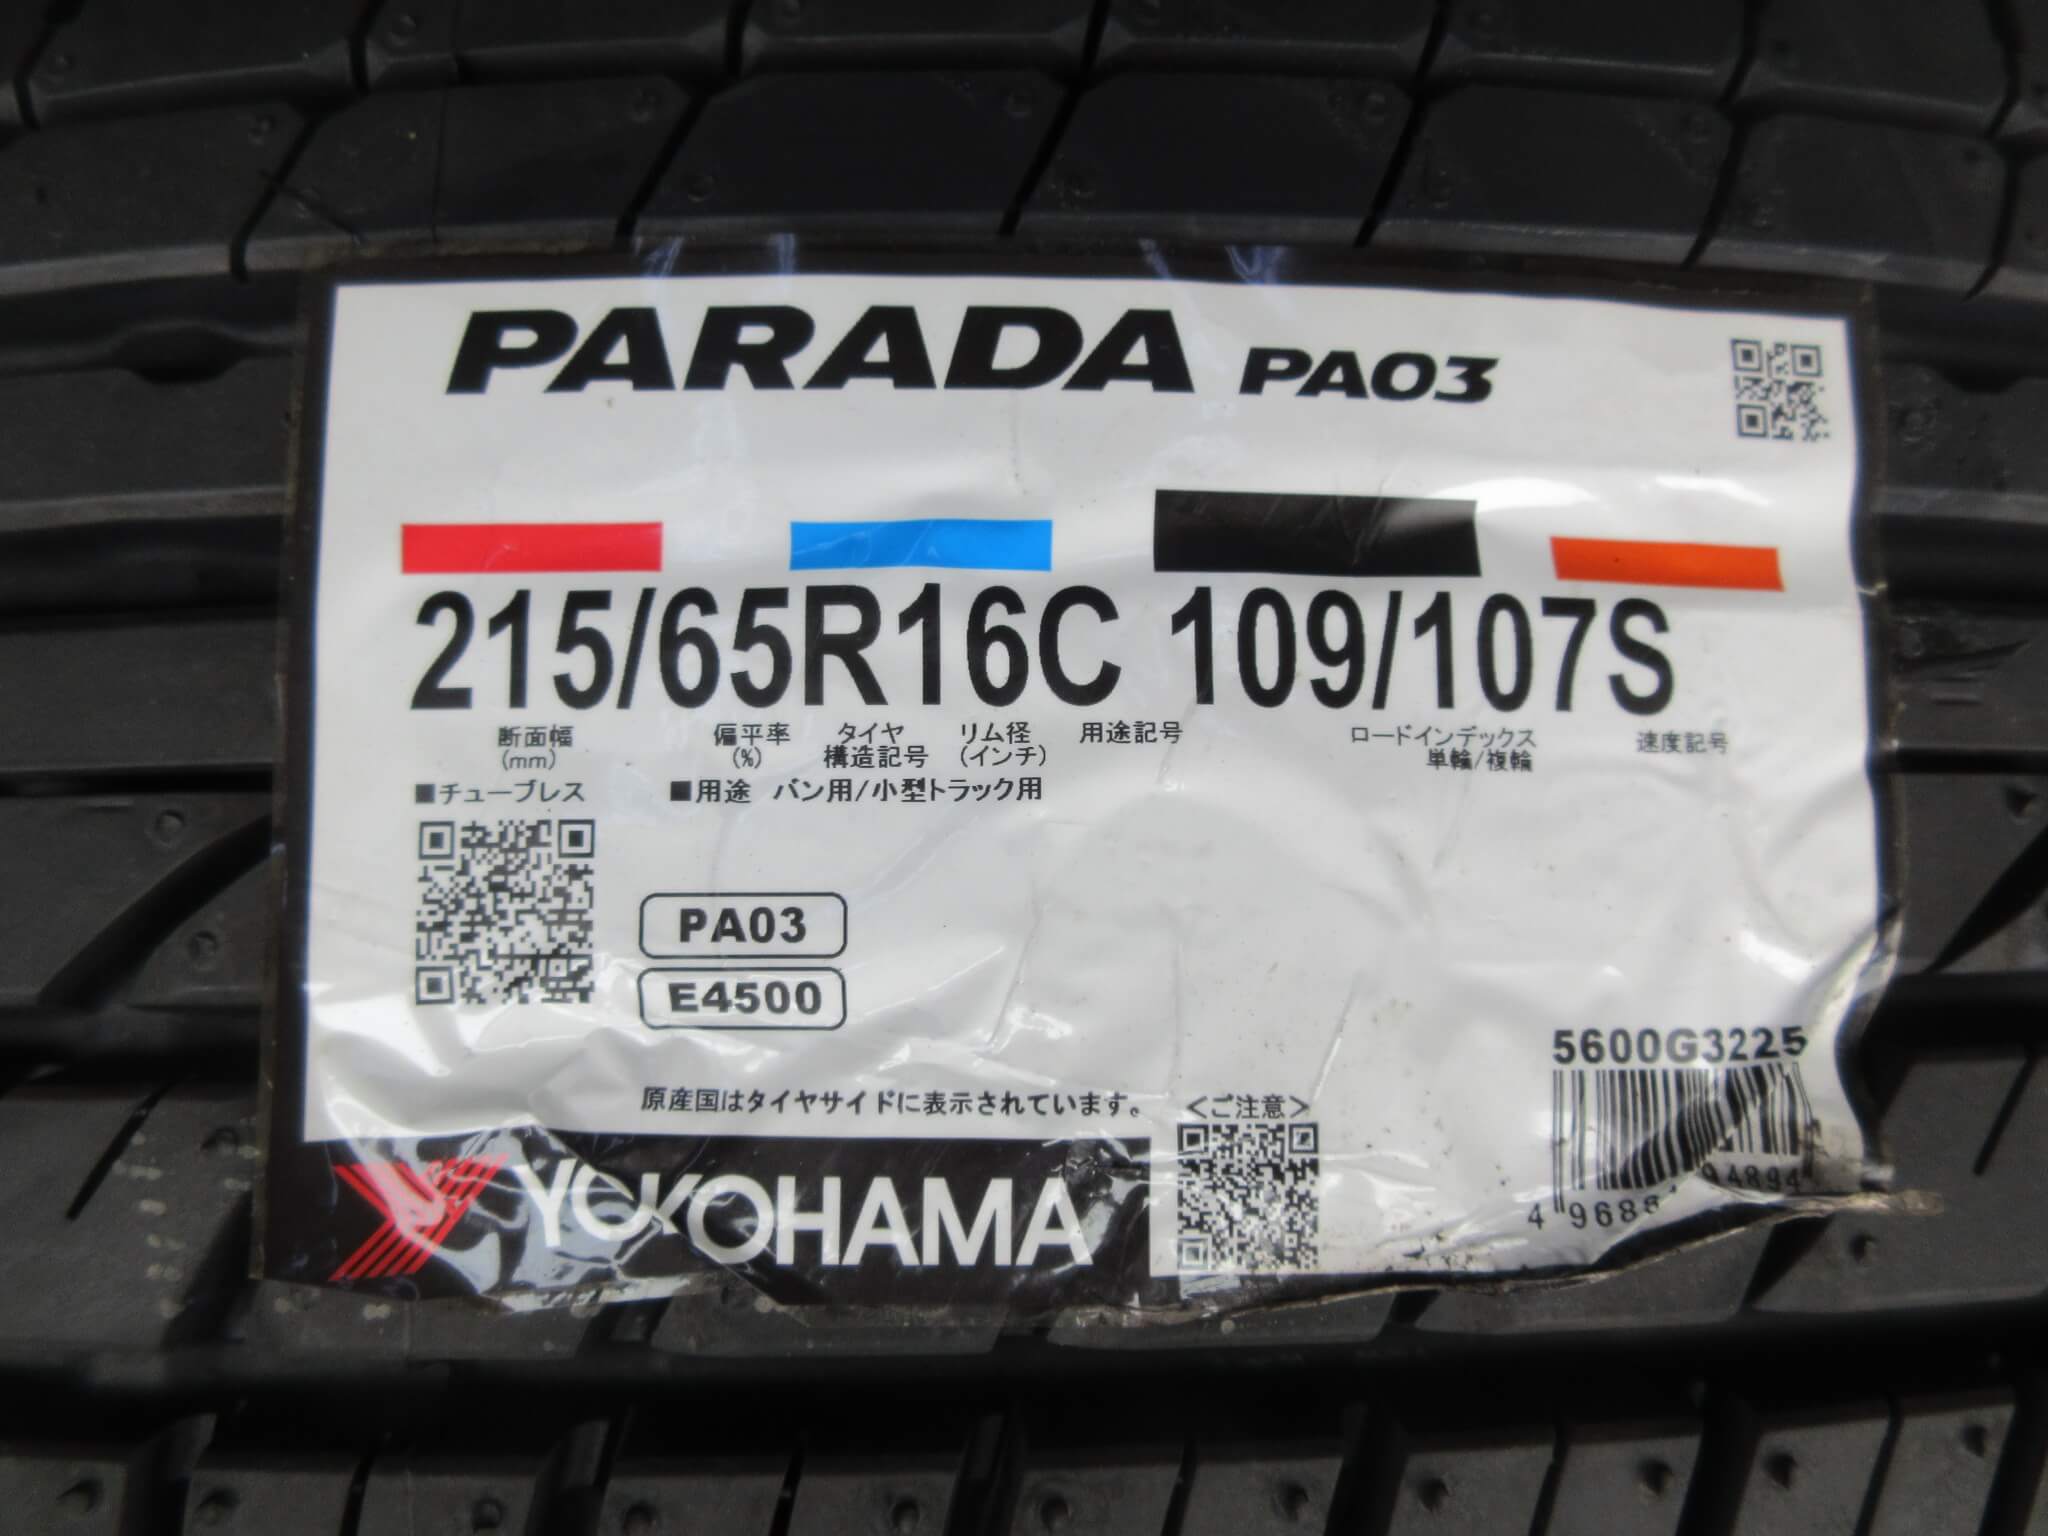 PARADA PA03
215/65R16C 109/107S
断面幅 偏平率 タイヤ リム径 用途記号 ロードインデックス 速度記号
(mm) (%) 構造記号 (インチ) 単輪/複輪
■チューブレス ■用途 バン用/小型トラック用
PA03
E4500
5600G3225
原産国はタイヤサイドに表示されています。
<ご注意>
YOKOHAMA